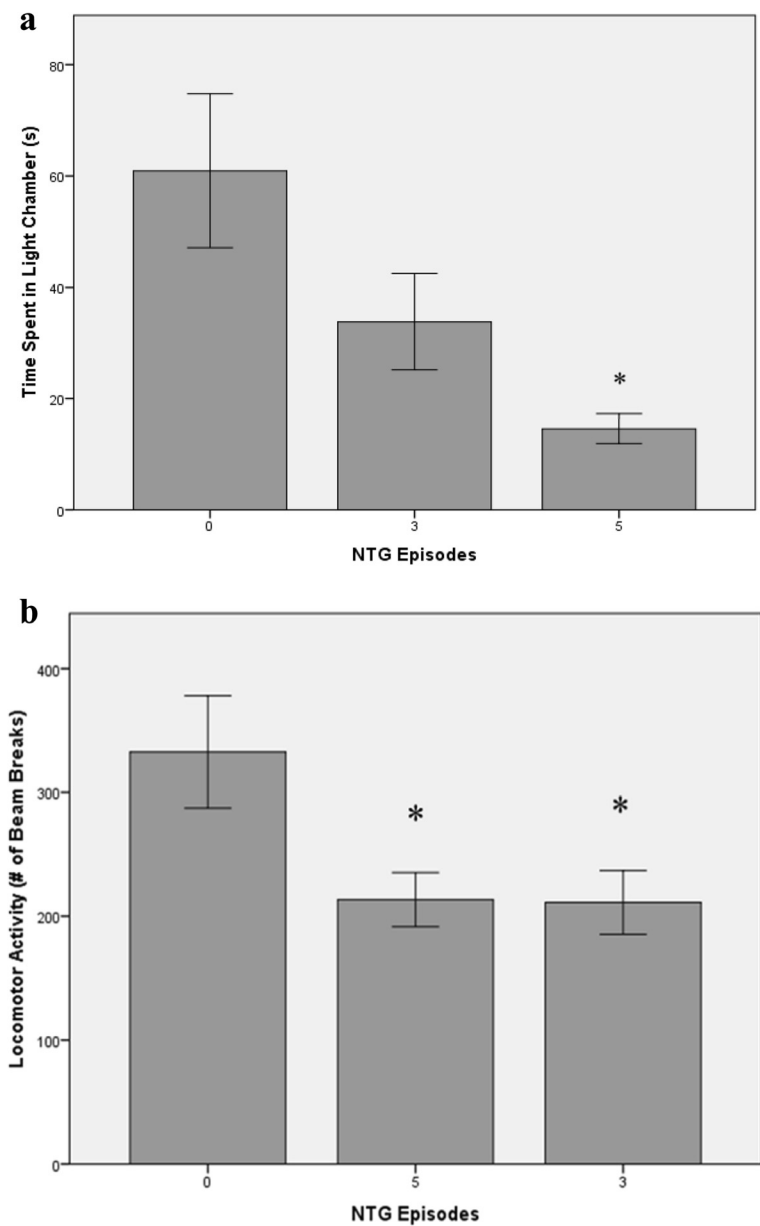 a
Time Spent in Light Chamber (s)
80
60
40
20
0
*
0 3 5
NTG Episodes
b
Locomotor Activity (# of Beam Breaks)
400
300
200
100
0
* *
0 5 3
NTG Episodes